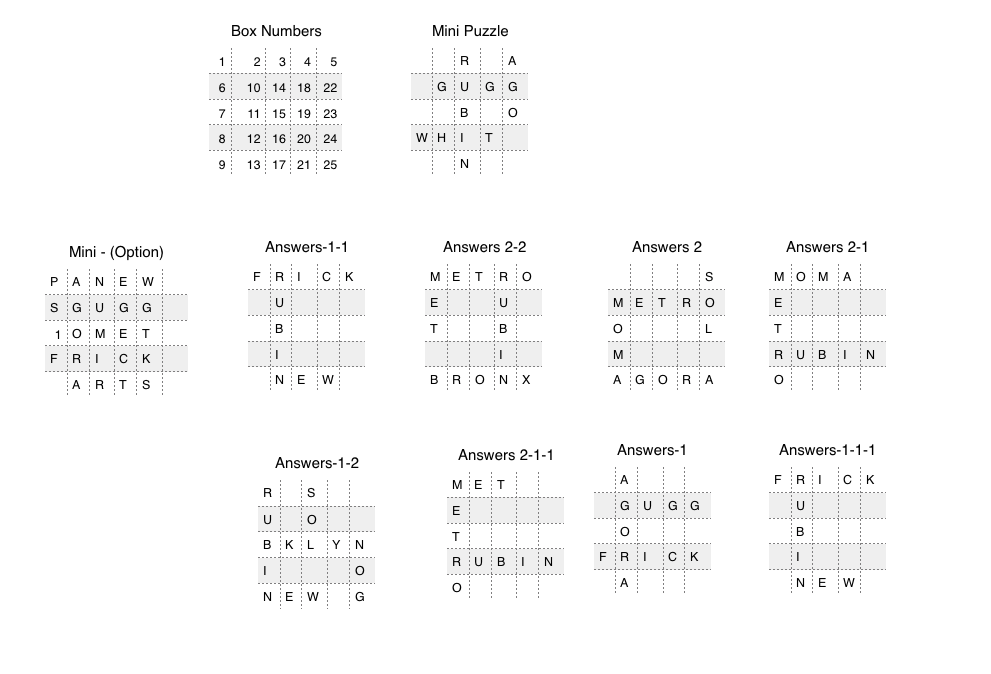 Box Numbers
1 2 3 4 5
6 10 14 18 22
7 11 15 19 23
8 12 16 20 24
9 13 17 21 25
Mini Puzzle
R A
G U G G
B O
W H I T
N
Mini - (Option)
P A N E W
S G U G G
1 O M E T
F R I C K
A R T S
Answers-1-1
F R I C K
U
B
I
N E W
Answers 2-2
M E T R O
E U
T B
I
B R O N X
Answers 2
S
M E T R O
O L
M
A G O R A
Answers 2-1
M O M A
E
T
R U B I N
O
Answers-1-2
R S
U O
B K L Y N
I O
N E W G
Answers 2-1-1
M E T
E
T
R U B I N
O
Answers-1
A
G U G G
O
F R I C K
A
Answers-1-1-1
F R I C K
U
B
I
N E W